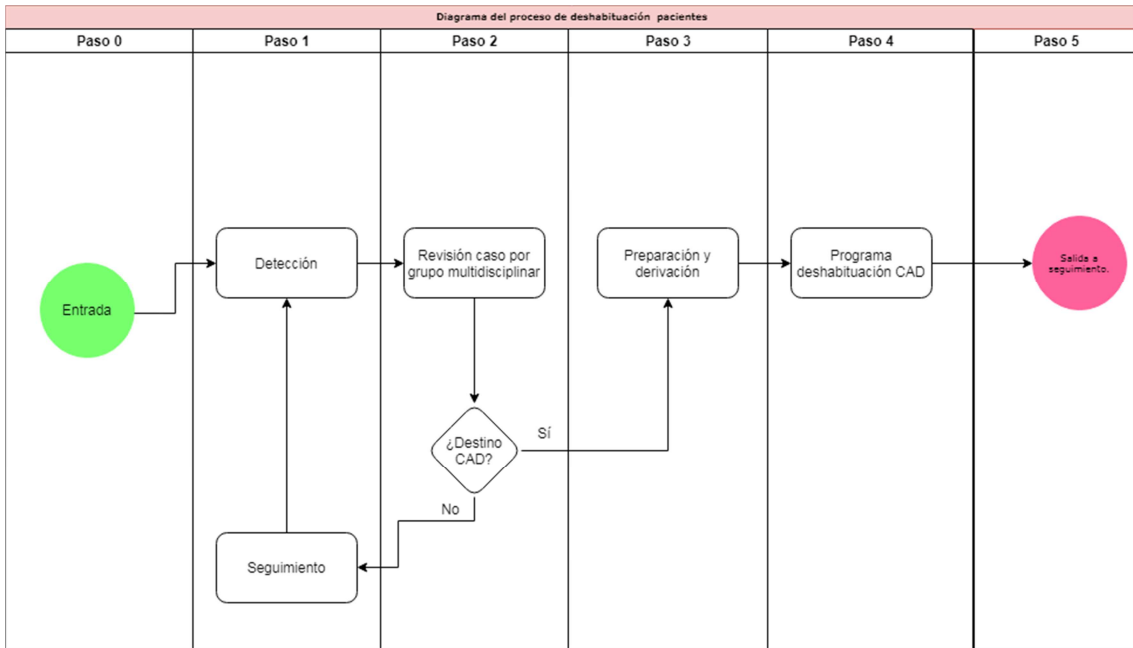 Diagrama del proceso de deshabituación pacientes
Paso 0
Paso 1
Paso 2
Paso 3
Paso 4
Paso 5
Entrada
Detección
Revisión caso por
grupo multidisciplinar
Preparación y
derivación
Programa
deshabituación CAD
Salida a
seguimiento.
¿Destino
CAD?
Sí
No
Seguimiento